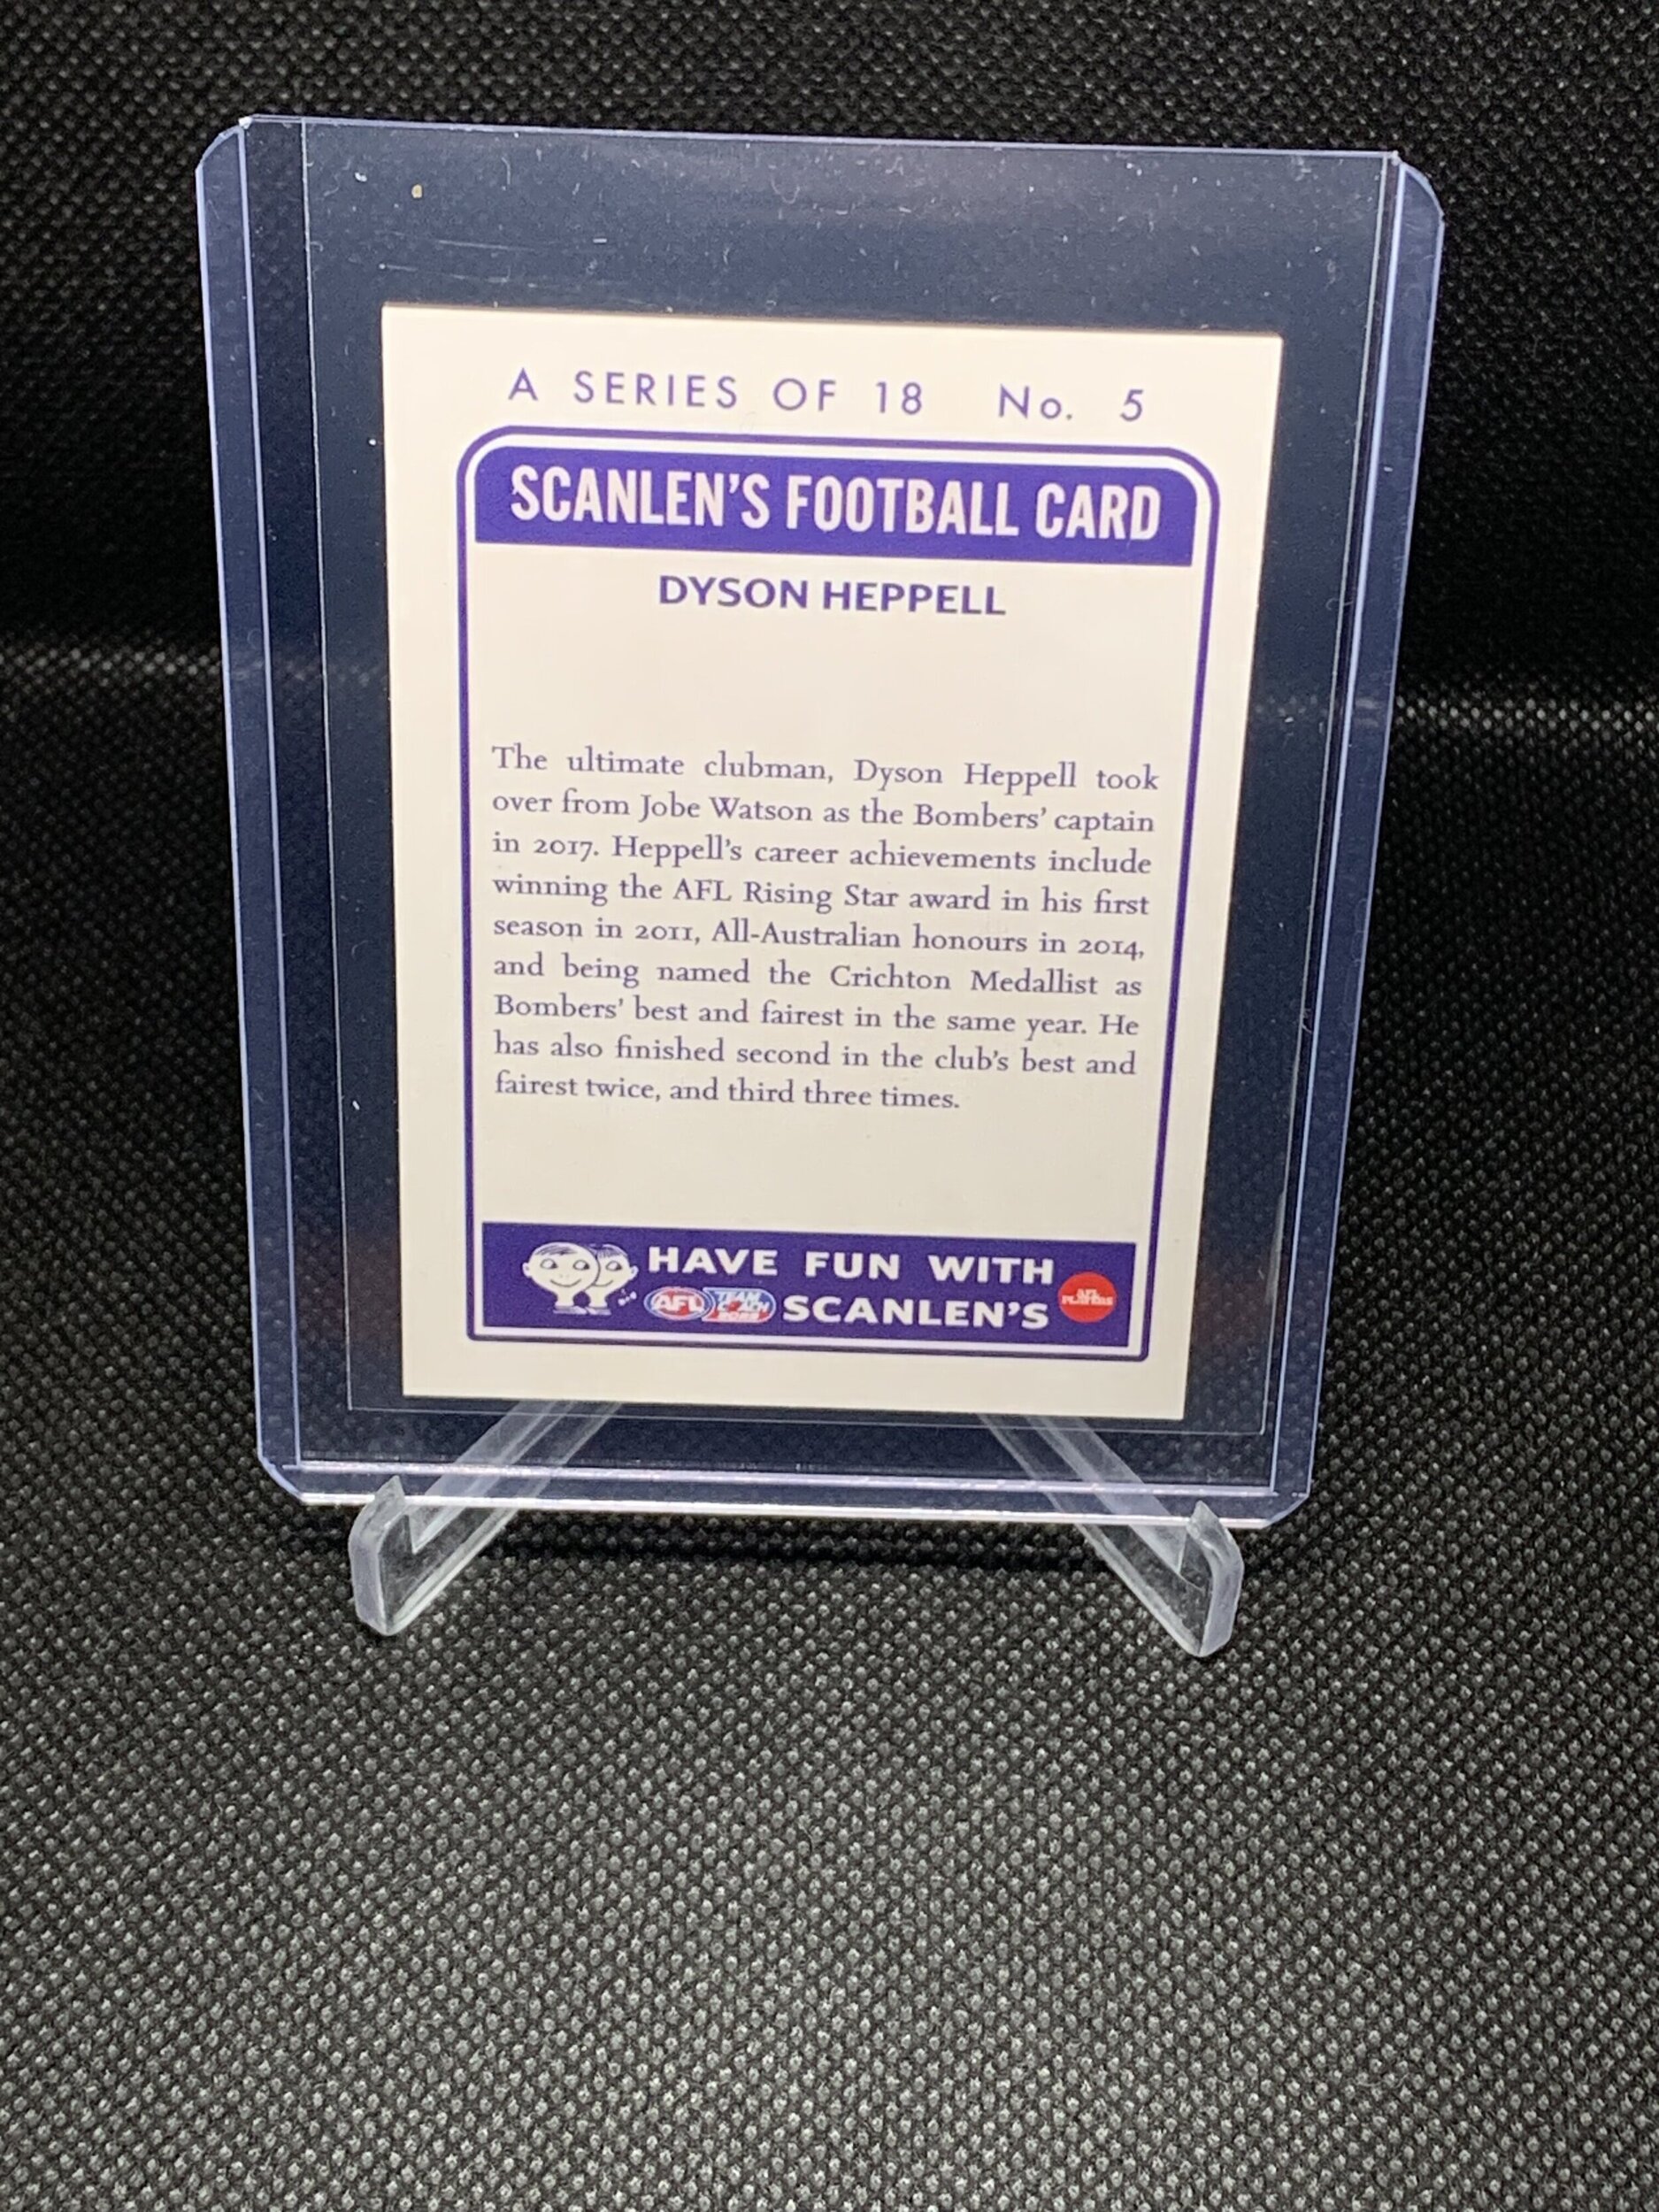 A SERIES OF 18 No. 5
SCANLEN'S FOOTBALL CARD
DYSON HEPPELL
The ultimate clubman, Dyson Heppell took
over from Jobe Watson as the Bombers' captain
in 2017. Heppell's career achievements include
winning the AFL Rising Star award in his first
season in 2011, All-Australian honours in 2014,
and being named the Crichton Medallist as
Bombers' best and fairest in the same year. He
has also finished second in the club's best and
fairest twice, and third three times.
HAVE FUN WITH
AFL TEAM COACH SCANLEN'S
AFL PLAYERS